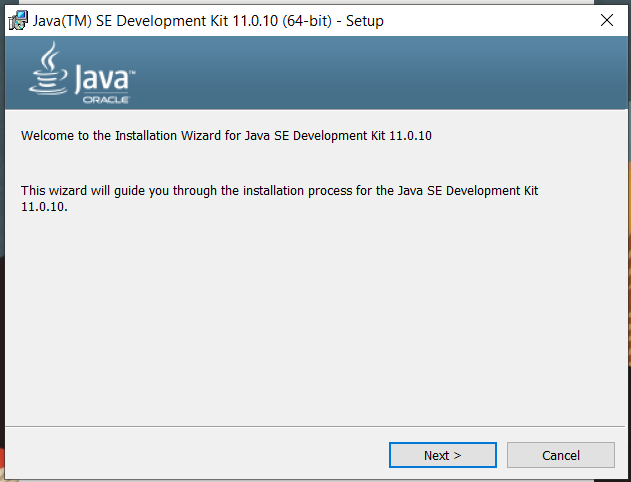 Java(TM) SE Development Kit 11.0.10 (64-bit) - Setup
Java™
ORACLE
Welcome to the Installation Wizard for Java SE Development Kit 11.0.10
This wizard will guide you through the installation process for the Java SE Development Kit
11.0.10.
Next >
Cancel